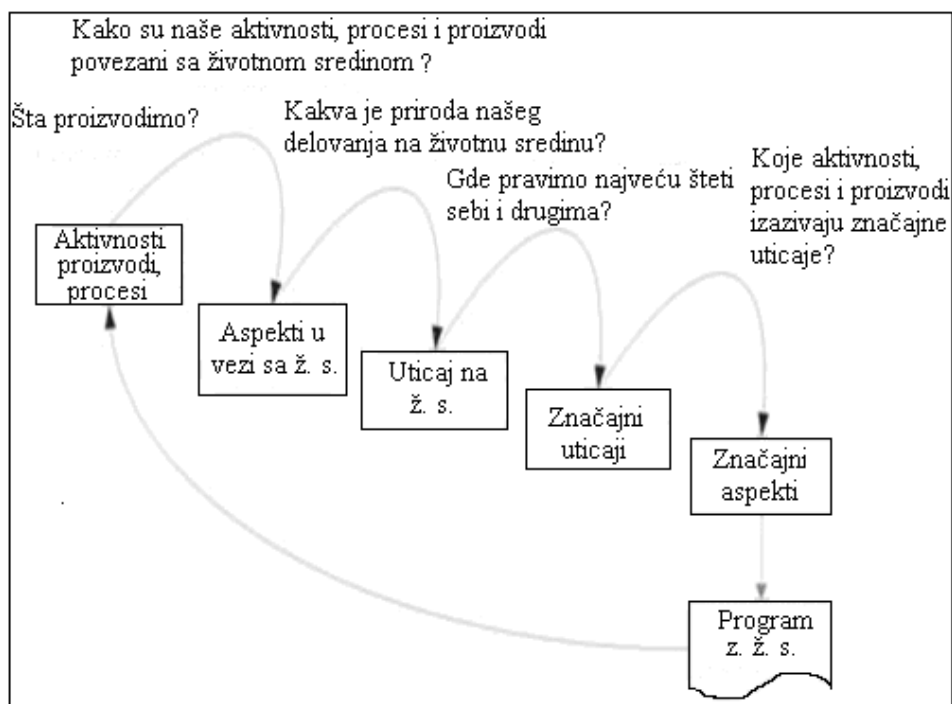 Kako su naše aktivnosti, procesi i proizvodi
povezani sa životnom sredinom ?
Šta proizvodimo?
Kakva je priroda našeg
delovanja na životnu sredinu?
Gde pravimo najveću šteti
sebi i drugima?
Koje aktivnosti,
procesi i proizvodi
izazivaju značajne
uticaje?
Aktivnosti
proizvodi,
procesi
Aspekti u
vezi sa ž. s.
Uticaj na
ž. s.
Značajni
uticaji
Značajni
aspekti
Program
z. ž. s.